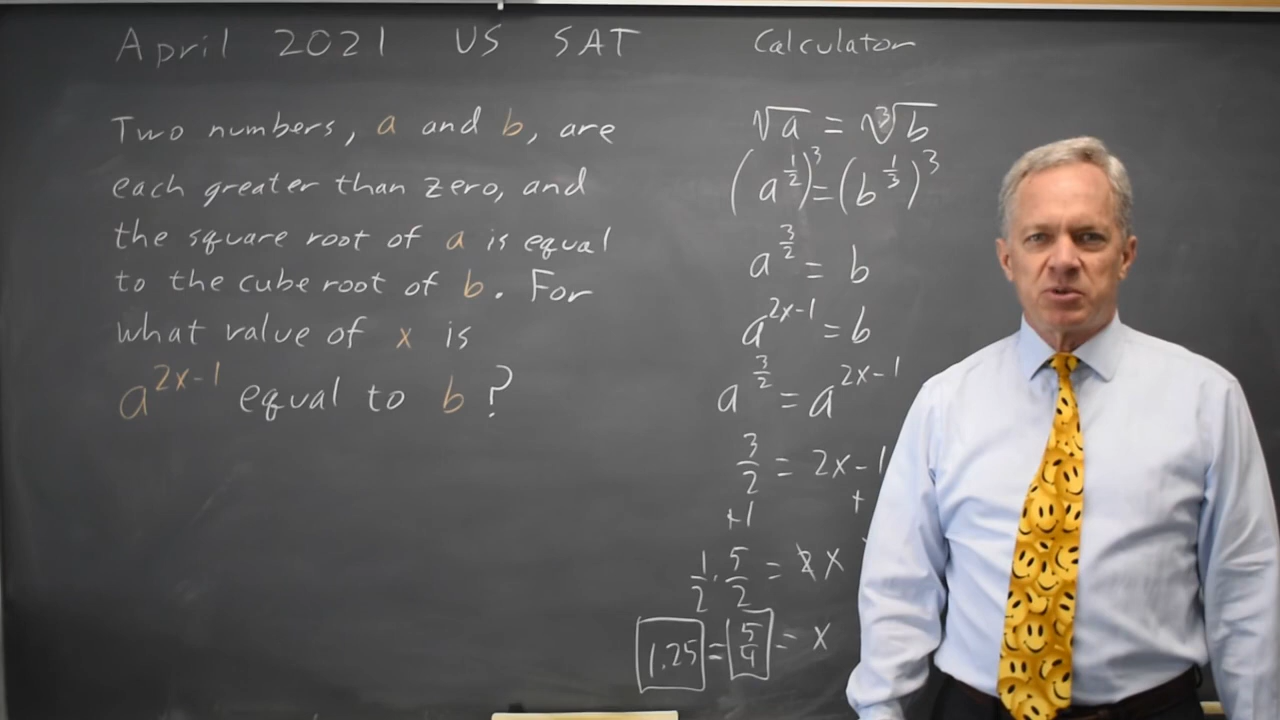 April 2021 US SAT
Calculator
Two numbers, a and b, are
each greater than zero, and
the square root of a is equal
to the cube root of b. For
what value of x is
a^{2x-1} equal to b?
√a = ∛b
(a^{1/2})^3 = (b^{1/3})^3
a^{3/2} = b
a^{2x-1} = b
a^{3/2} = a^{2x-1}
3/2 = 2x-1
+1 +
1/2 · 5/2 = 2x
1.25 = 5/4 = x